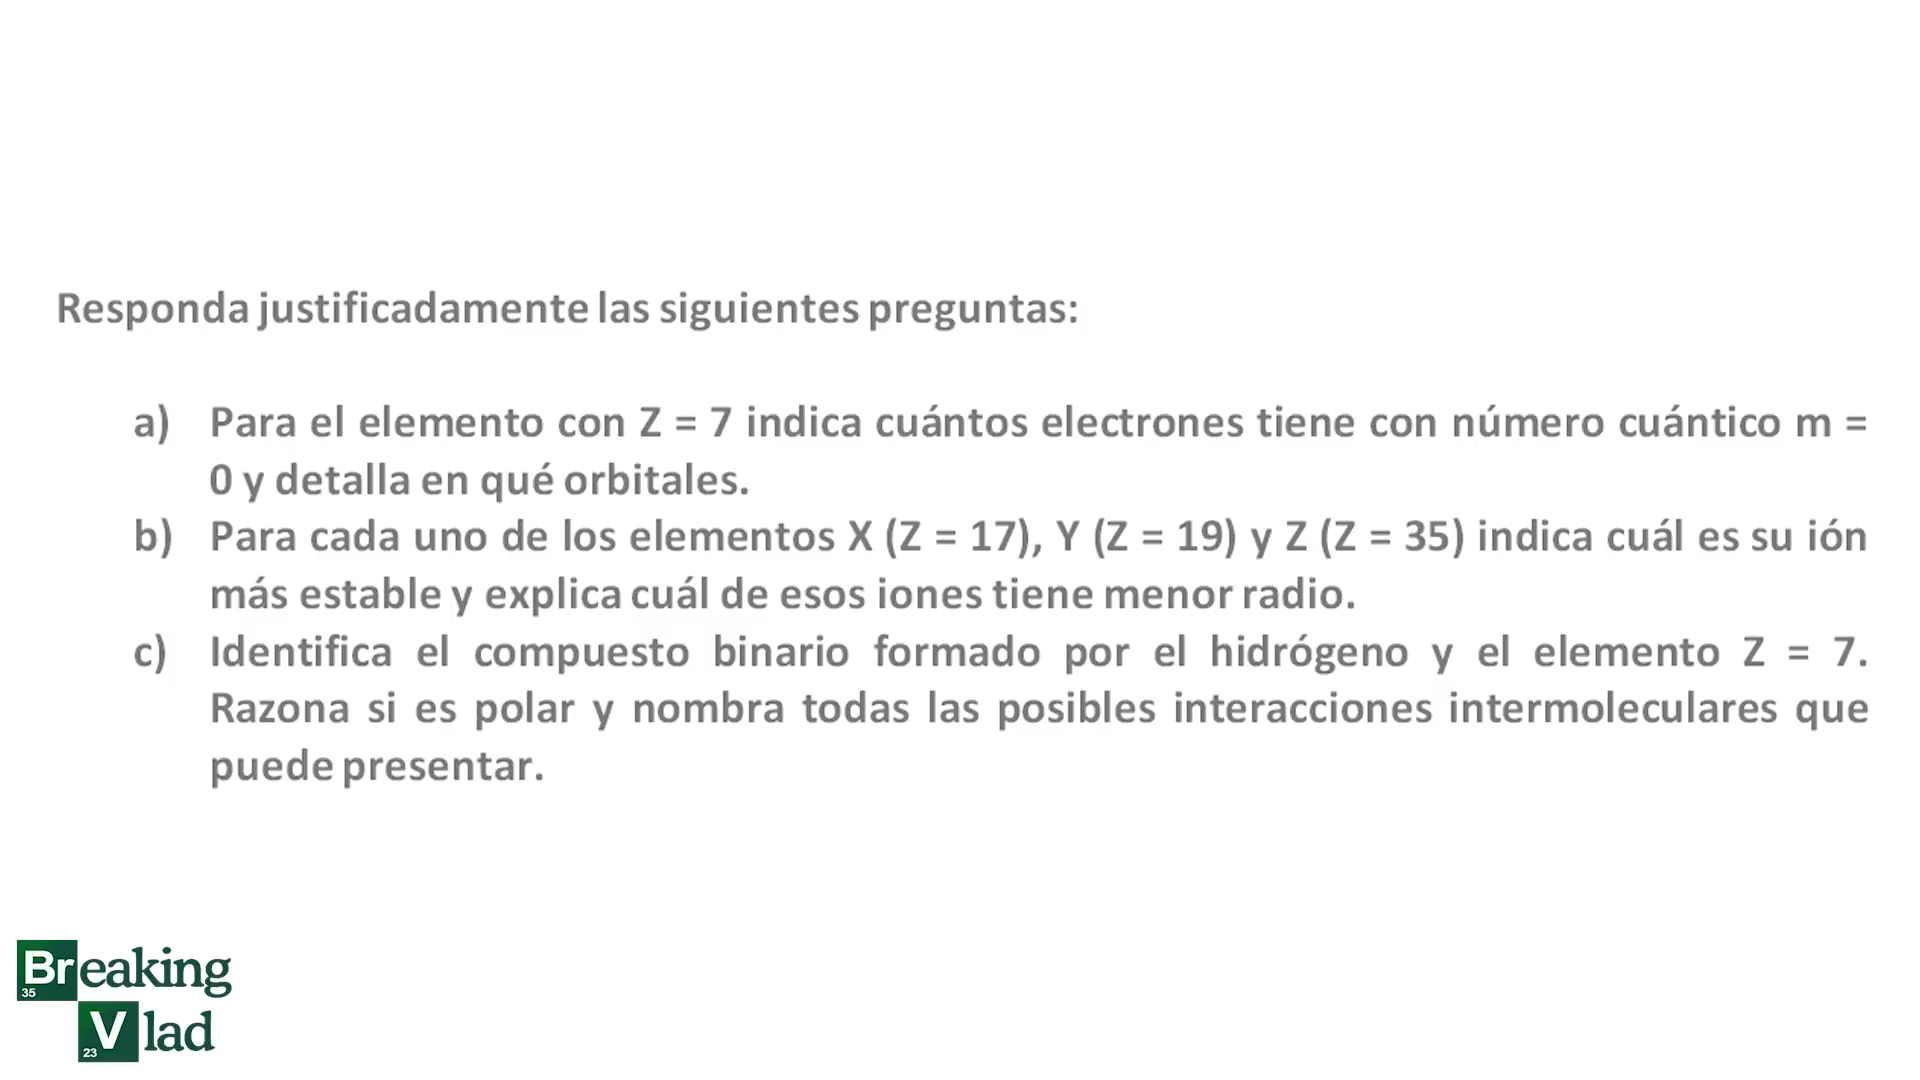 Responda justificadamente las siguientes preguntas:
a) Para el elemento con Z = 7 indica cuántos electrones tiene con número cuántico m =
0 y detalla en qué orbitales.
b) Para cada uno de los elementos X (Z = 17), Y (Z = 19) y Z (Z = 35) indica cuál es su ión
más estable y explica cuál de esos iones tiene menor radio.
c) Identifica el compuesto binario formado por el hidrógeno y el elemento Z = 7.
Razona si es polar y nombra todas las posibles interacciones intermoleculares que
puede presentar.
Breaking
35
Vlad
23